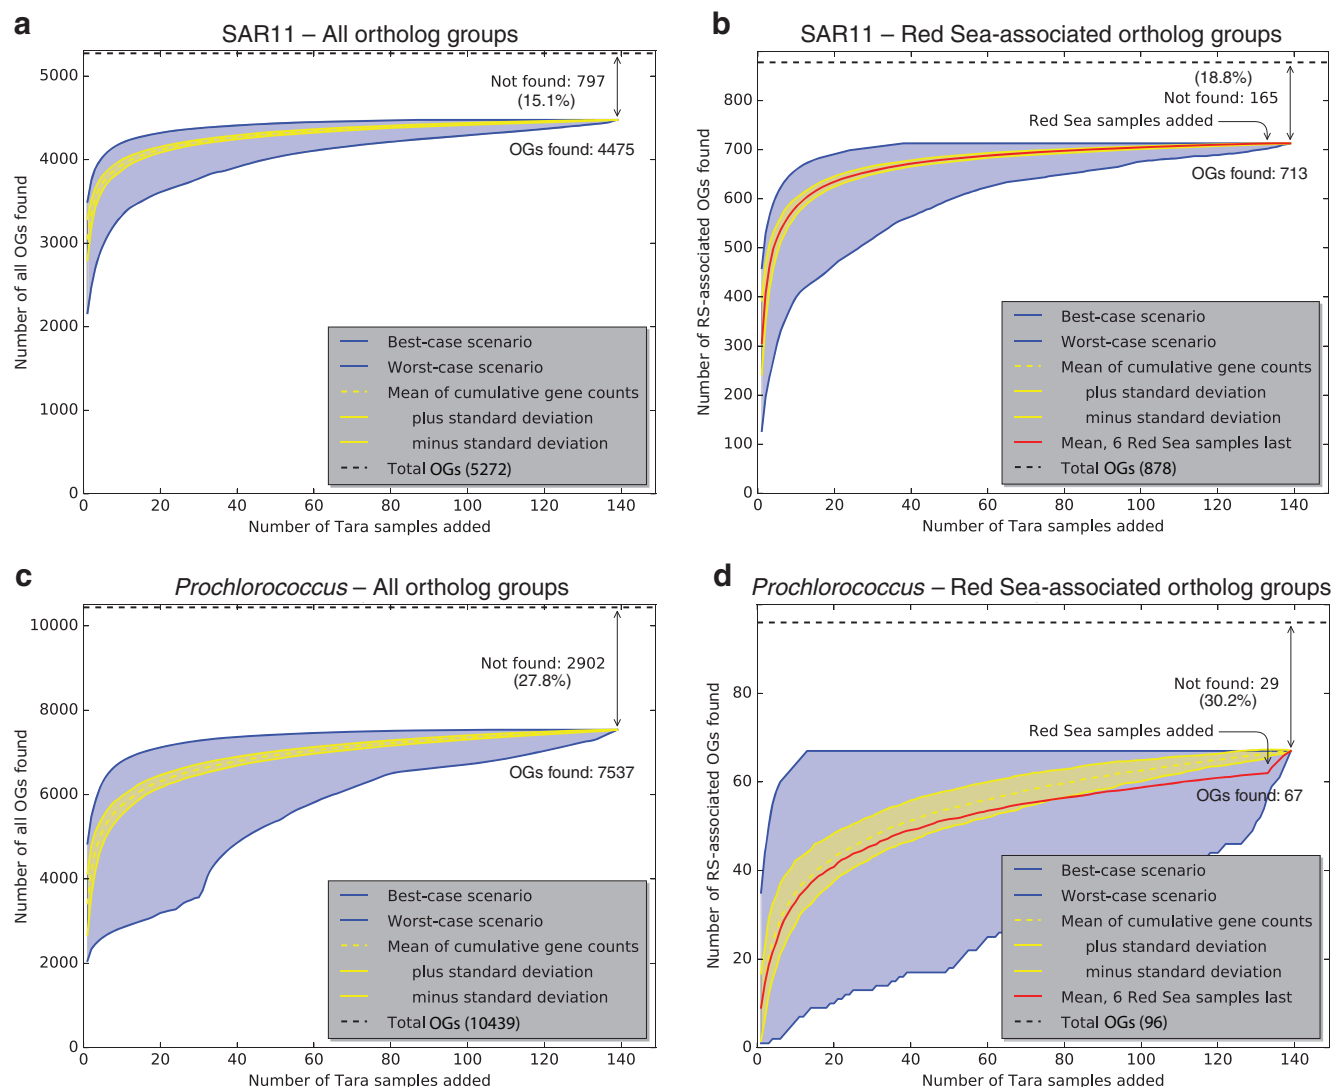 a
SAR11 – All ortholog groups
Number of all OGs found
5000
4000
3000
2000
1000
0
Not found: 797
(15.1%)
OGs found: 4475
Best-case scenario
Worst-case scenario
Mean of cumulative gene counts
plus standard deviation
minus standard deviation
Total OGs (5272)
0 20 40 60 80 100 120 140
Number of Tara samples added
b
SAR11 – Red Sea-associated ortholog groups
Number of RS-associated OGs found
800
700
600
500
400
300
200
100
0
(18.8%)
Not found: 165
Red Sea samples added
OGs found: 713
Best-case scenario
Worst-case scenario
Mean of cumulative gene counts
plus standard deviation
minus standard deviation
Mean, 6 Red Sea samples last
Total OGs (878)
0 20 40 60 80 100 120 140
Number of Tara samples added
c
Prochlorococcus – All ortholog groups
Number of all OGs found
10000
8000
6000
4000
2000
0
Not found: 2902
(27.8%)
OGs found: 7537
Best-case scenario
Worst-case scenario
Mean of cumulative gene counts
plus standard deviation
minus standard deviation
Total OGs (10439)
0 20 40 60 80 100 120 140
Number of Tara samples added
d
Prochlorococcus – Red Sea-associated ortholog groups
Number of RS-associated OGs found
80
60
40
20
0
Not found: 29
(30.2%)
Red Sea samples added
OGs found: 67
Best-case scenario
Worst-case scenario
Mean of cumulative gene counts
plus standard deviation
minus standard deviation
Mean, 6 Red Sea samples last
Total OGs (96)
0 20 40 60 80 100 120 140
Number of Tara samples added